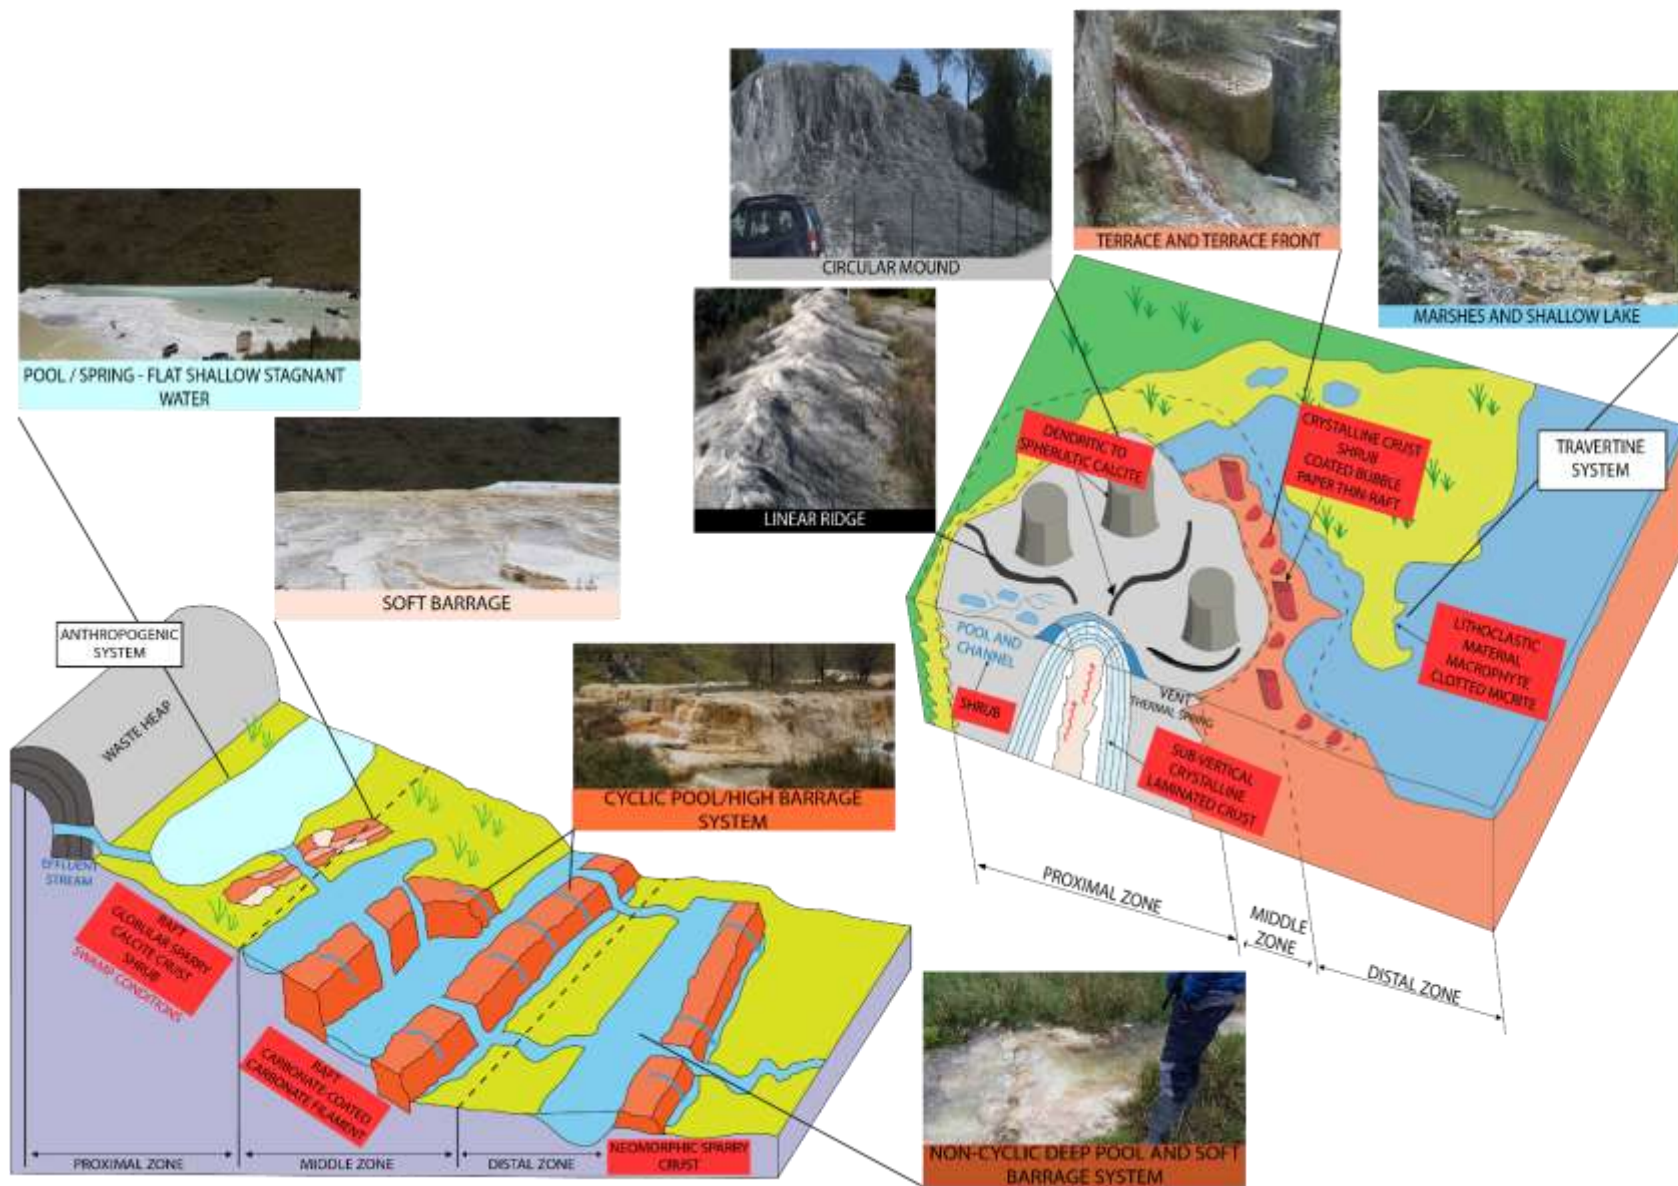 POOL / SPRING - FLAT SHALLOW STAGNANT
WATER
SOFT BARRAGE
ANTHROPOGENIC
SYSTEM
WASTE HEAP
EFFLUENT
STREAM
RAFT
GLOBULAR SPARRY
CALCITE CRUST
SHRUB
SWAMP CONDITIONS
RAFT
CARBONATE-COATED
CARBONATE FILAMENT
CYCLIC POOL/HIGH BARRAGE
SYSTEM
NEOMORPHIC SPARRY
CRUST
PROXIMAL ZONE
MIDDLE ZONE
DISTAL ZONE
NON-CYCLIC DEEP POOL AND SOFT
BARRAGE SYSTEM
CIRCULAR MOUND
LINEAR RIDGE
TERRACE AND TERRACE FRONT
MARSHES AND SHALLOW LAKE
TRAVERTINE
SYSTEM
DENDRITIC TO
SPHERULTIC CALCITE
CRYSTALLINE CRUST
SHRUB
COATED BUBBLE
PAPER THIN-RAFT
LITHOCLASTIC
MATERIAL
MACROPHYTE
CLOTTED MICRITE
POOL AND
CHANNEL
SHRUB
VENT
THERMAL SPRING
SUB-VERTICAL
CRYSTALLINE
LAMINATED CRUST
PROXIMAL ZONE
MIDDLE
ZONE
DISTAL ZONE